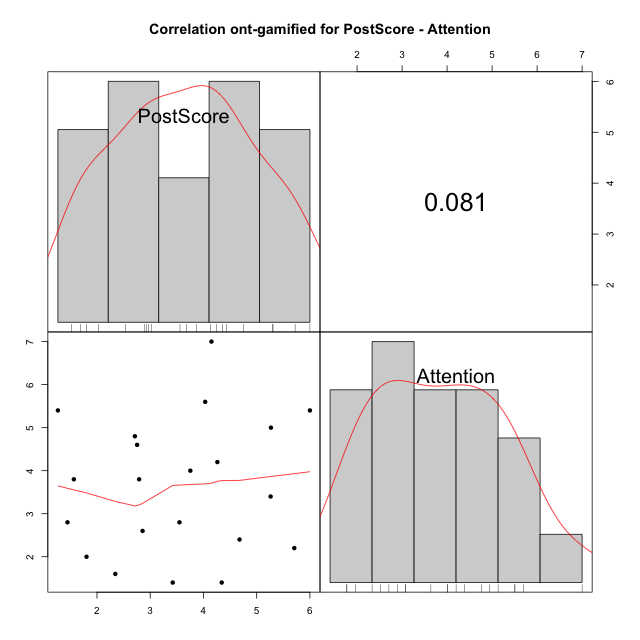 Correlation ont-gamified for PostScore - Attention
2 3 4 5 6 7
PostScore
0.081
6
5
4
3
2
Attention
7
6
5
4
3
2
2 3 4 5 6